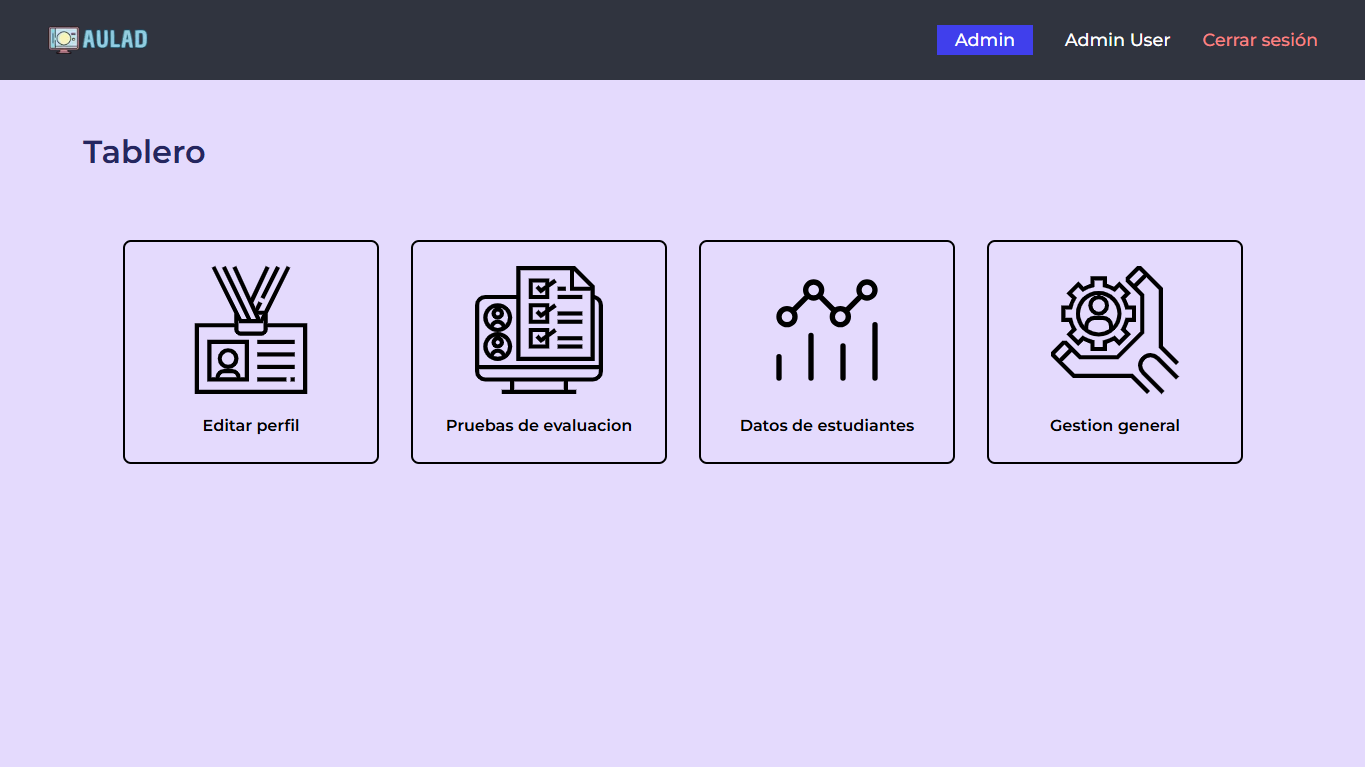 AULAD
Admin
Admin User
Cerrar sesión
Tablero
Editar perfil
Pruebas de evaluacion
Datos de estudiantes
Gestion general